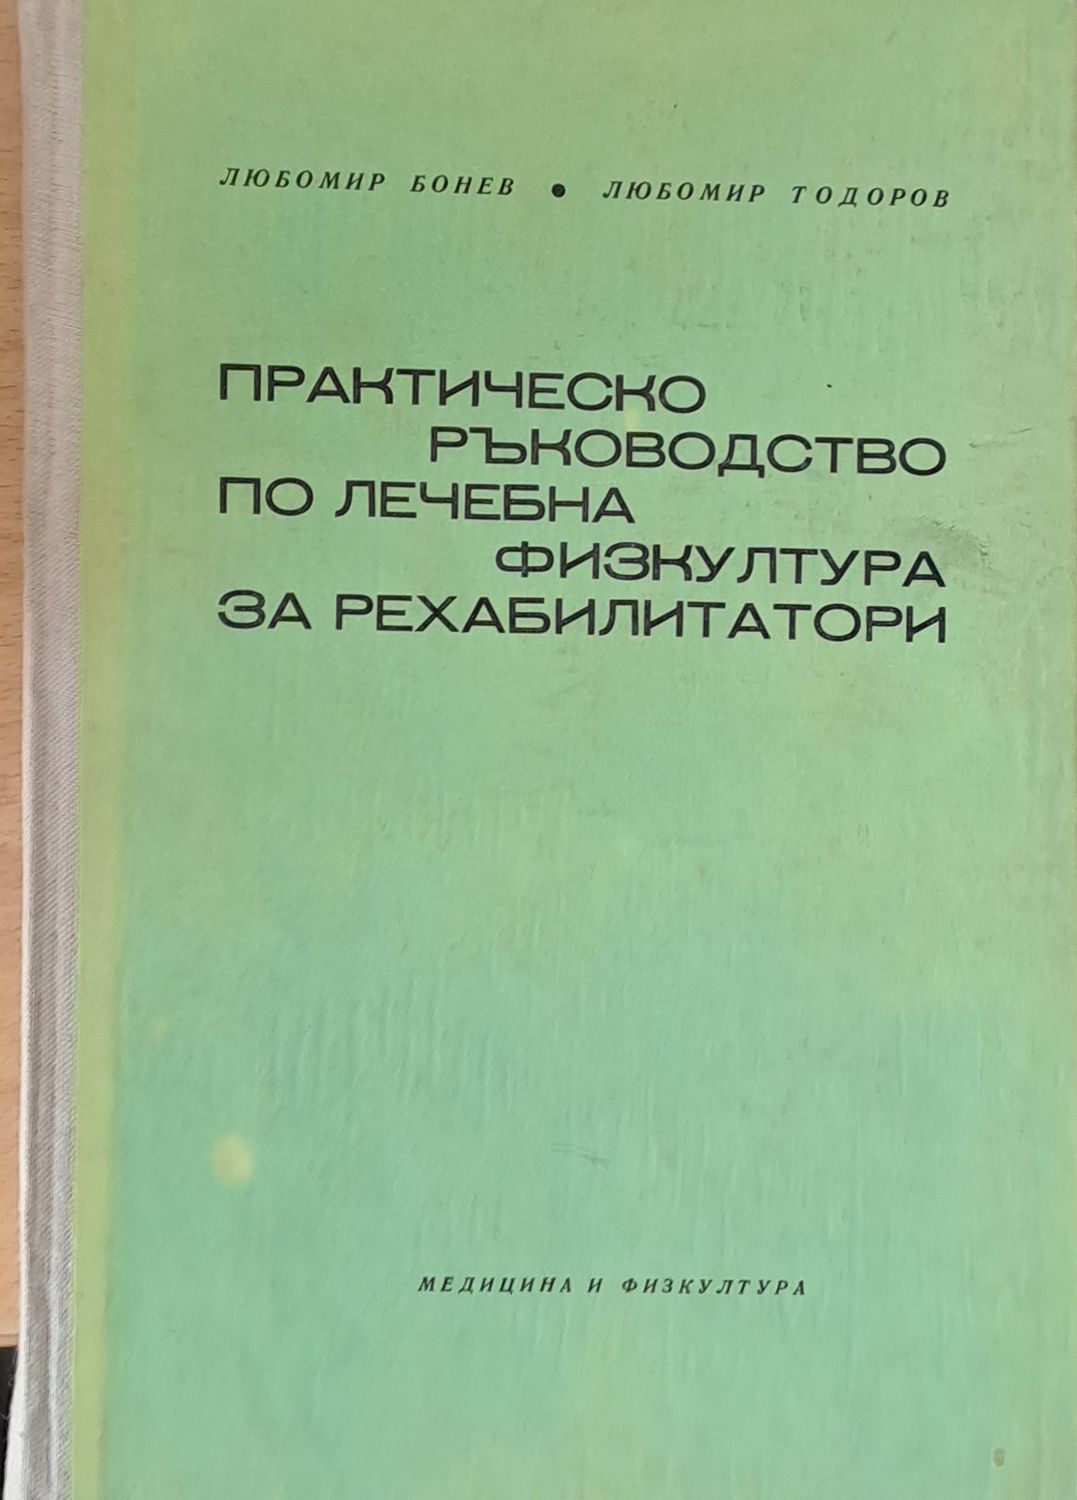 ЛЮБОМИР БОНЕВ ● ЛЮБОМИР ТОДОРОВ
ПРАКТИЧЕСКО
РЪКОВОДСТВО
ПО ЛЕЧЕБНА
ФИЗКУЛТУРА
ЗА РЕХАБИЛИТАТОРИ
МЕДИЦИНА И ФИЗКУЛТУРА